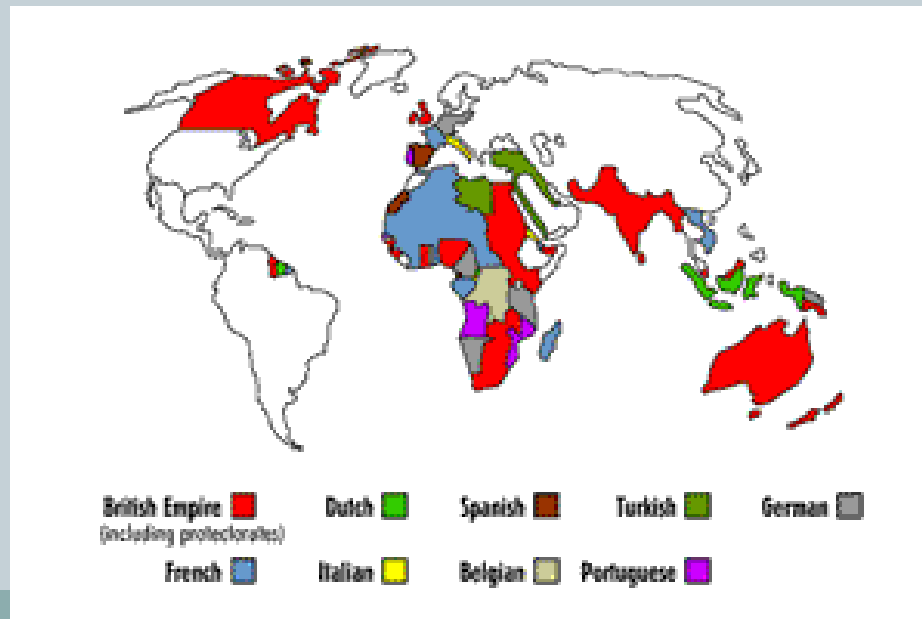 British Empire Dutch Spanish Turkish German
(including protectorates)
French Italian Belgian Portuguese